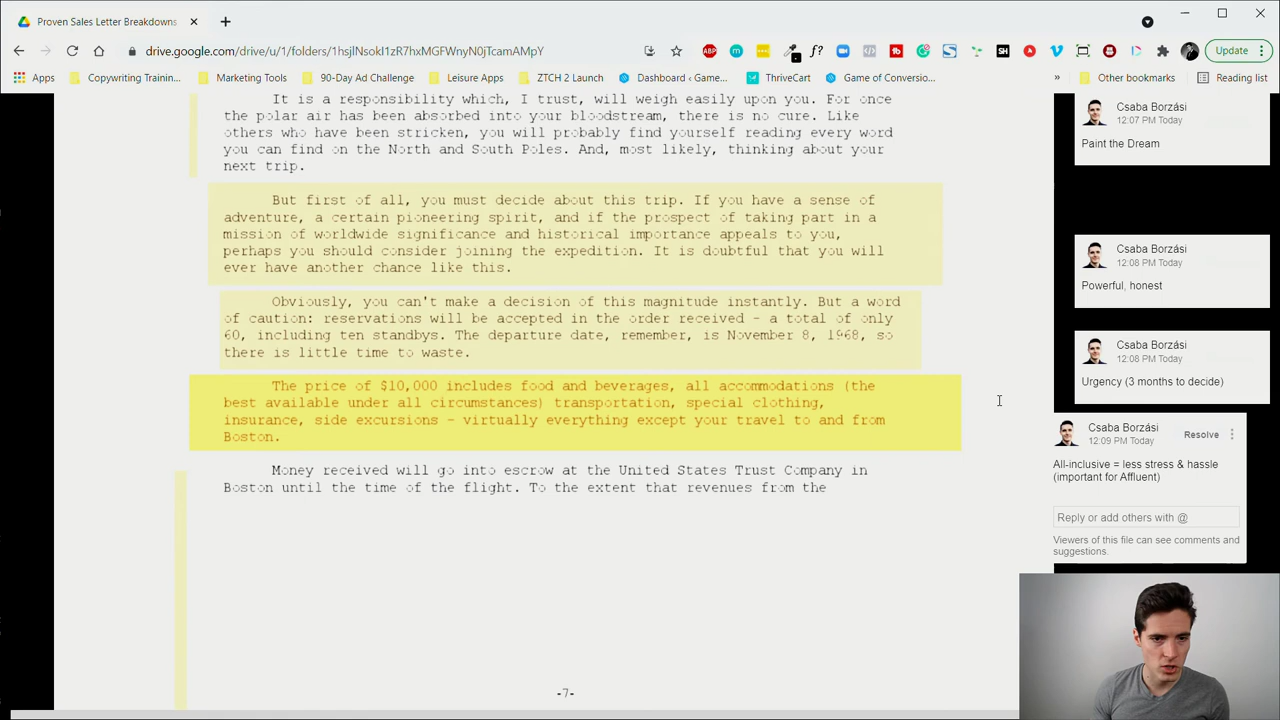 Proven Sales Letter Breakdowns
drive.google.com/drive/u/1/folders/1hsjlNsokI1zR7hxMGFWnyN0jTcamAMpY
Update
Apps
Copywriting Trainin...
Marketing Tools
90-Day Ad Challenge
Leisure Apps
ZTCH 2 Launch
Dashboard ‹ Game...
ThriveCart
Game of Conversio...
»
Other bookmarks
Reading list
It is a responsibility which, I trust, will weigh easily upon you. For once
the polar air has been absorbed into your bloodstream, there is no cure. Like
others who have been stricken, you will probably find yourself reading every word
you can find on the North and South Poles. And, most likely, thinking about your
next trip.
But first of all, you must decide about this trip. If you have a sense of
adventure, a certain pioneering spirit, and if the prospect of taking part in a
mission of worldwide significance and historical importance appeals to you,
perhaps you should consider joining the expedition. It is doubtful that you will
ever have another chance like this.
Obviously, you can't make a decision of this magnitude instantly. But a word
of caution: reservations will be accepted in the order received - a total of only
60, including ten standbys. The departure date, remember, is November 8, 1968, so
there is little time to waste.
The price of $10,000 includes food and beverages, all accommodations (the
best available under all circumstances) transportation, special clothing,
insurance, side excursions - virtually everything except your travel to and from
Boston.
Money received will go into escrow at the United States Trust Company in
Boston until the time of the flight. To the extent that revenues from the
-7-
Csaba Borzási
12:07 PM Today
Paint the Dream
Csaba Borzási
12:08 PM Today
Powerful, honest
Csaba Borzási
12:08 PM Today
Urgency (3 months to decide)
Csaba Borzási
12:09 PM Today
Resolve
All-inclusive = less stress & hassle
(important for Affluent)
Reply or add others with @
Viewers of this file can see comments and
suggestions.